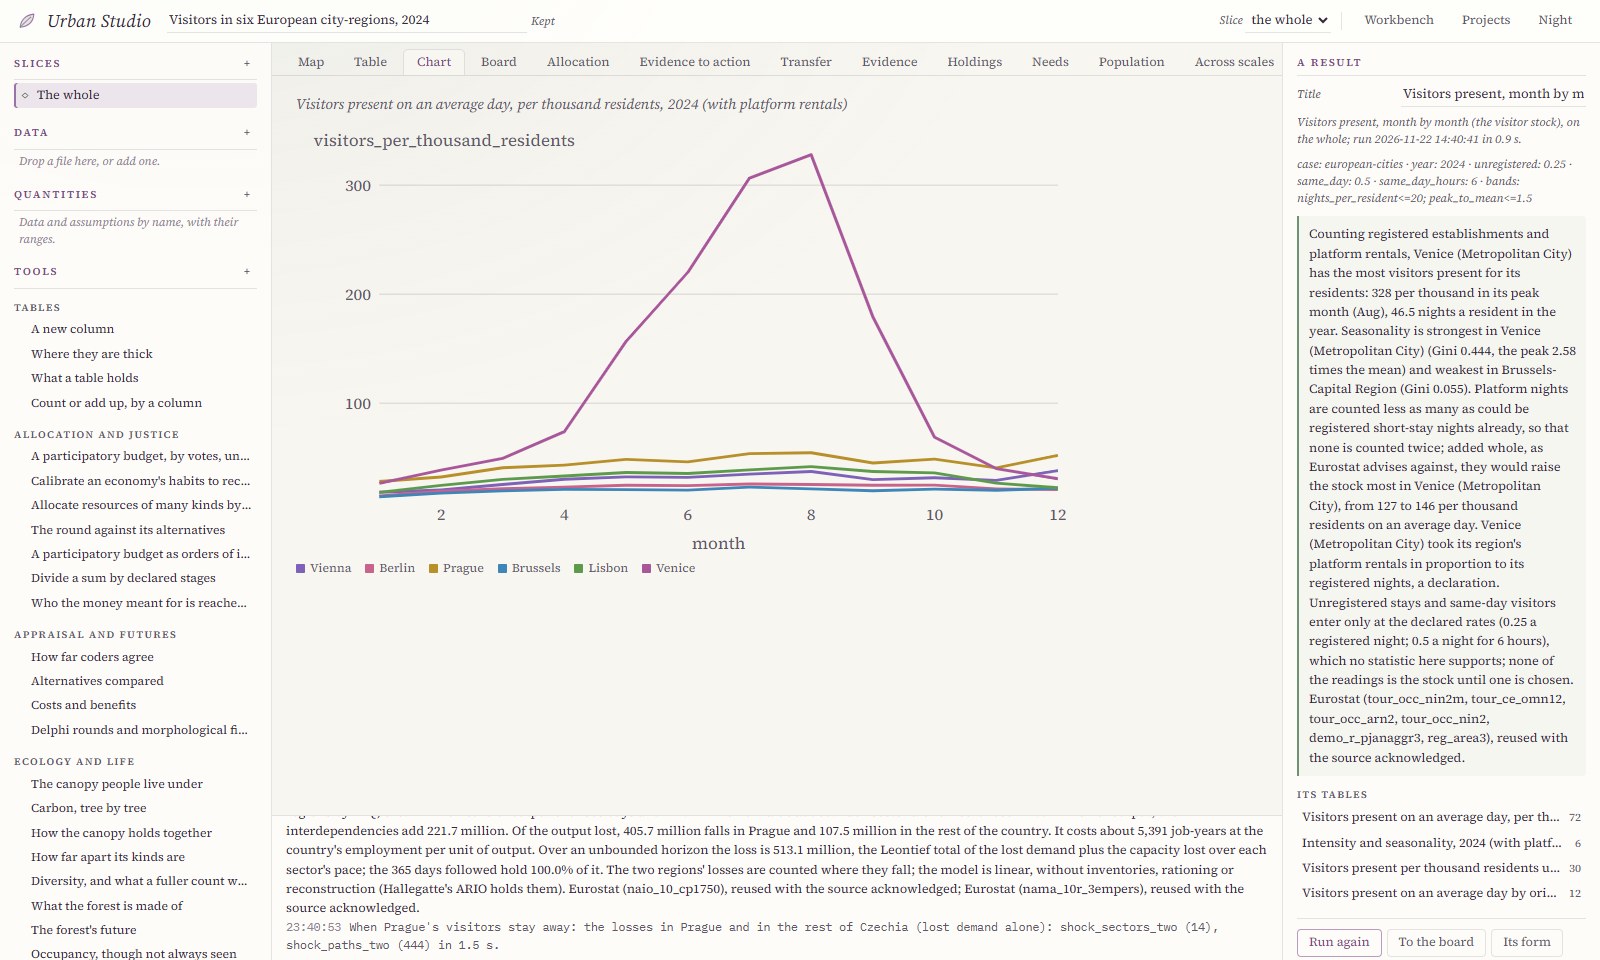 Urban Studio
Visitors in six European city-regions, 2024
Kept
Slice the whole
Workbench
Projects
Night
SLICES +
The whole
DATA +
Drop a file here, or add one.
QUANTITIES +
Data and assumptions by name, with their
ranges.
TOOLS +
TABLES
A new column
Where they are thick
What a table holds
Count or add up, by a column
ALLOCATION AND JUSTICE
A participatory budget, by votes, un...
Calibrate an economy's habits to rec...
Allocate resources of many kinds by...
The round against its alternatives
A participatory budget as orders of i...
Divide a sum by declared stages
Who the money meant for is reache...
APPRAISAL AND FUTURES
How far coders agree
Alternatives compared
Costs and benefits
Delphi rounds and morphological fi...
ECOLOGY AND LIFE
The canopy people live under
Carbon, tree by tree
How the canopy holds together
How far apart its kinds are
Diversity, and what a fuller count w...
What the forest is made of
The forest's future
Occupancy, though not always seen
Map Table Chart Board Allocation Evidence to action Transfer Evidence Holdings Needs Population Across scales
Visitors present on an average day, per thousand residents, 2024 (with platform rentals)
visitors_per_thousand_residents
300
200
100
2 4 6 8 10 12
month
Vienna Berlin Prague Brussels Lisbon Venice
interdependencies add 221.7 million. Of the output lost, 405.7 million falls in Prague and 107.5 million in the rest of the country. It costs about 5,391 job-years at the
country's employment per unit of output. Over an unbounded horizon the loss is 513.1 million, the Leontief total of the lost demand plus the capacity lost over each
sector's pace; the 365 days followed hold 100.0% of it. The two regions' losses are counted where they fall; the model is linear, without inventories, rationing or
reconstruction (Hallegatte's ARIO holds them). Eurostat (naio_10_cp1750), reused with the source acknowledged; Eurostat (nama_10r_3empers), reused with the
source acknowledged.
23:40:53 When Prague's visitors stay away: the losses in Prague and in the rest of Czechia (lost demand alone): shock_sectors_two (14),
shock_paths_two (444) in 1.5 s.
A RESULT
Title Visitors present, month by m
Visitors present, month by month (the visitor stock), on
the whole; run 2026-11-22 14:40:41 in 0.9 s.
case: european-cities · year: 2024 · unregistered: 0.25 ·
same_day: 0.5 · same_day_hours: 6 · bands:
nights_per_resident<=20; peak_to_mean<=1.5
Counting registered establishments and
platform rentals, Venice (Metropolitan City)
has the most visitors present for its
residents: 328 per thousand in its peak
month (Aug), 46.5 nights a resident in the
year. Seasonality is strongest in Venice
(Metropolitan City) (Gini 0.444, the peak 2.58
times the mean) and weakest in Brussels-
Capital Region (Gini 0.055). Platform nights
are counted less as many as could be
registered short-stay nights already, so that
none is counted twice; added whole, as
Eurostat advises against, they would raise
the stock most in Venice (Metropolitan
City), from 127 to 146 per thousand
residents on an average day. Venice
(Metropolitan City) took its region's
platform rentals in proportion to its
registered nights, a declaration.
Unregistered stays and same-day visitors
enter only at the declared rates (0.25 a
registered night; 0.5 a night for 6 hours),
which no statistic here supports; none of
the readings is the stock until one is chosen.
Eurostat (tour_occ_nin2m, tour_ce_omn12,
tour_occ_arn2, tour_occ_nin2,
demo_r_pjanaggr3, reg_area3), reused with
the source acknowledged.
ITS TABLES
Visitors present on an average day, per th... 72
Intensity and seasonality, 2024 (with platf... 6
Visitors present per thousand residents u... 30
Visitors present on an average day by ori... 12
Run again
To the board
Its form